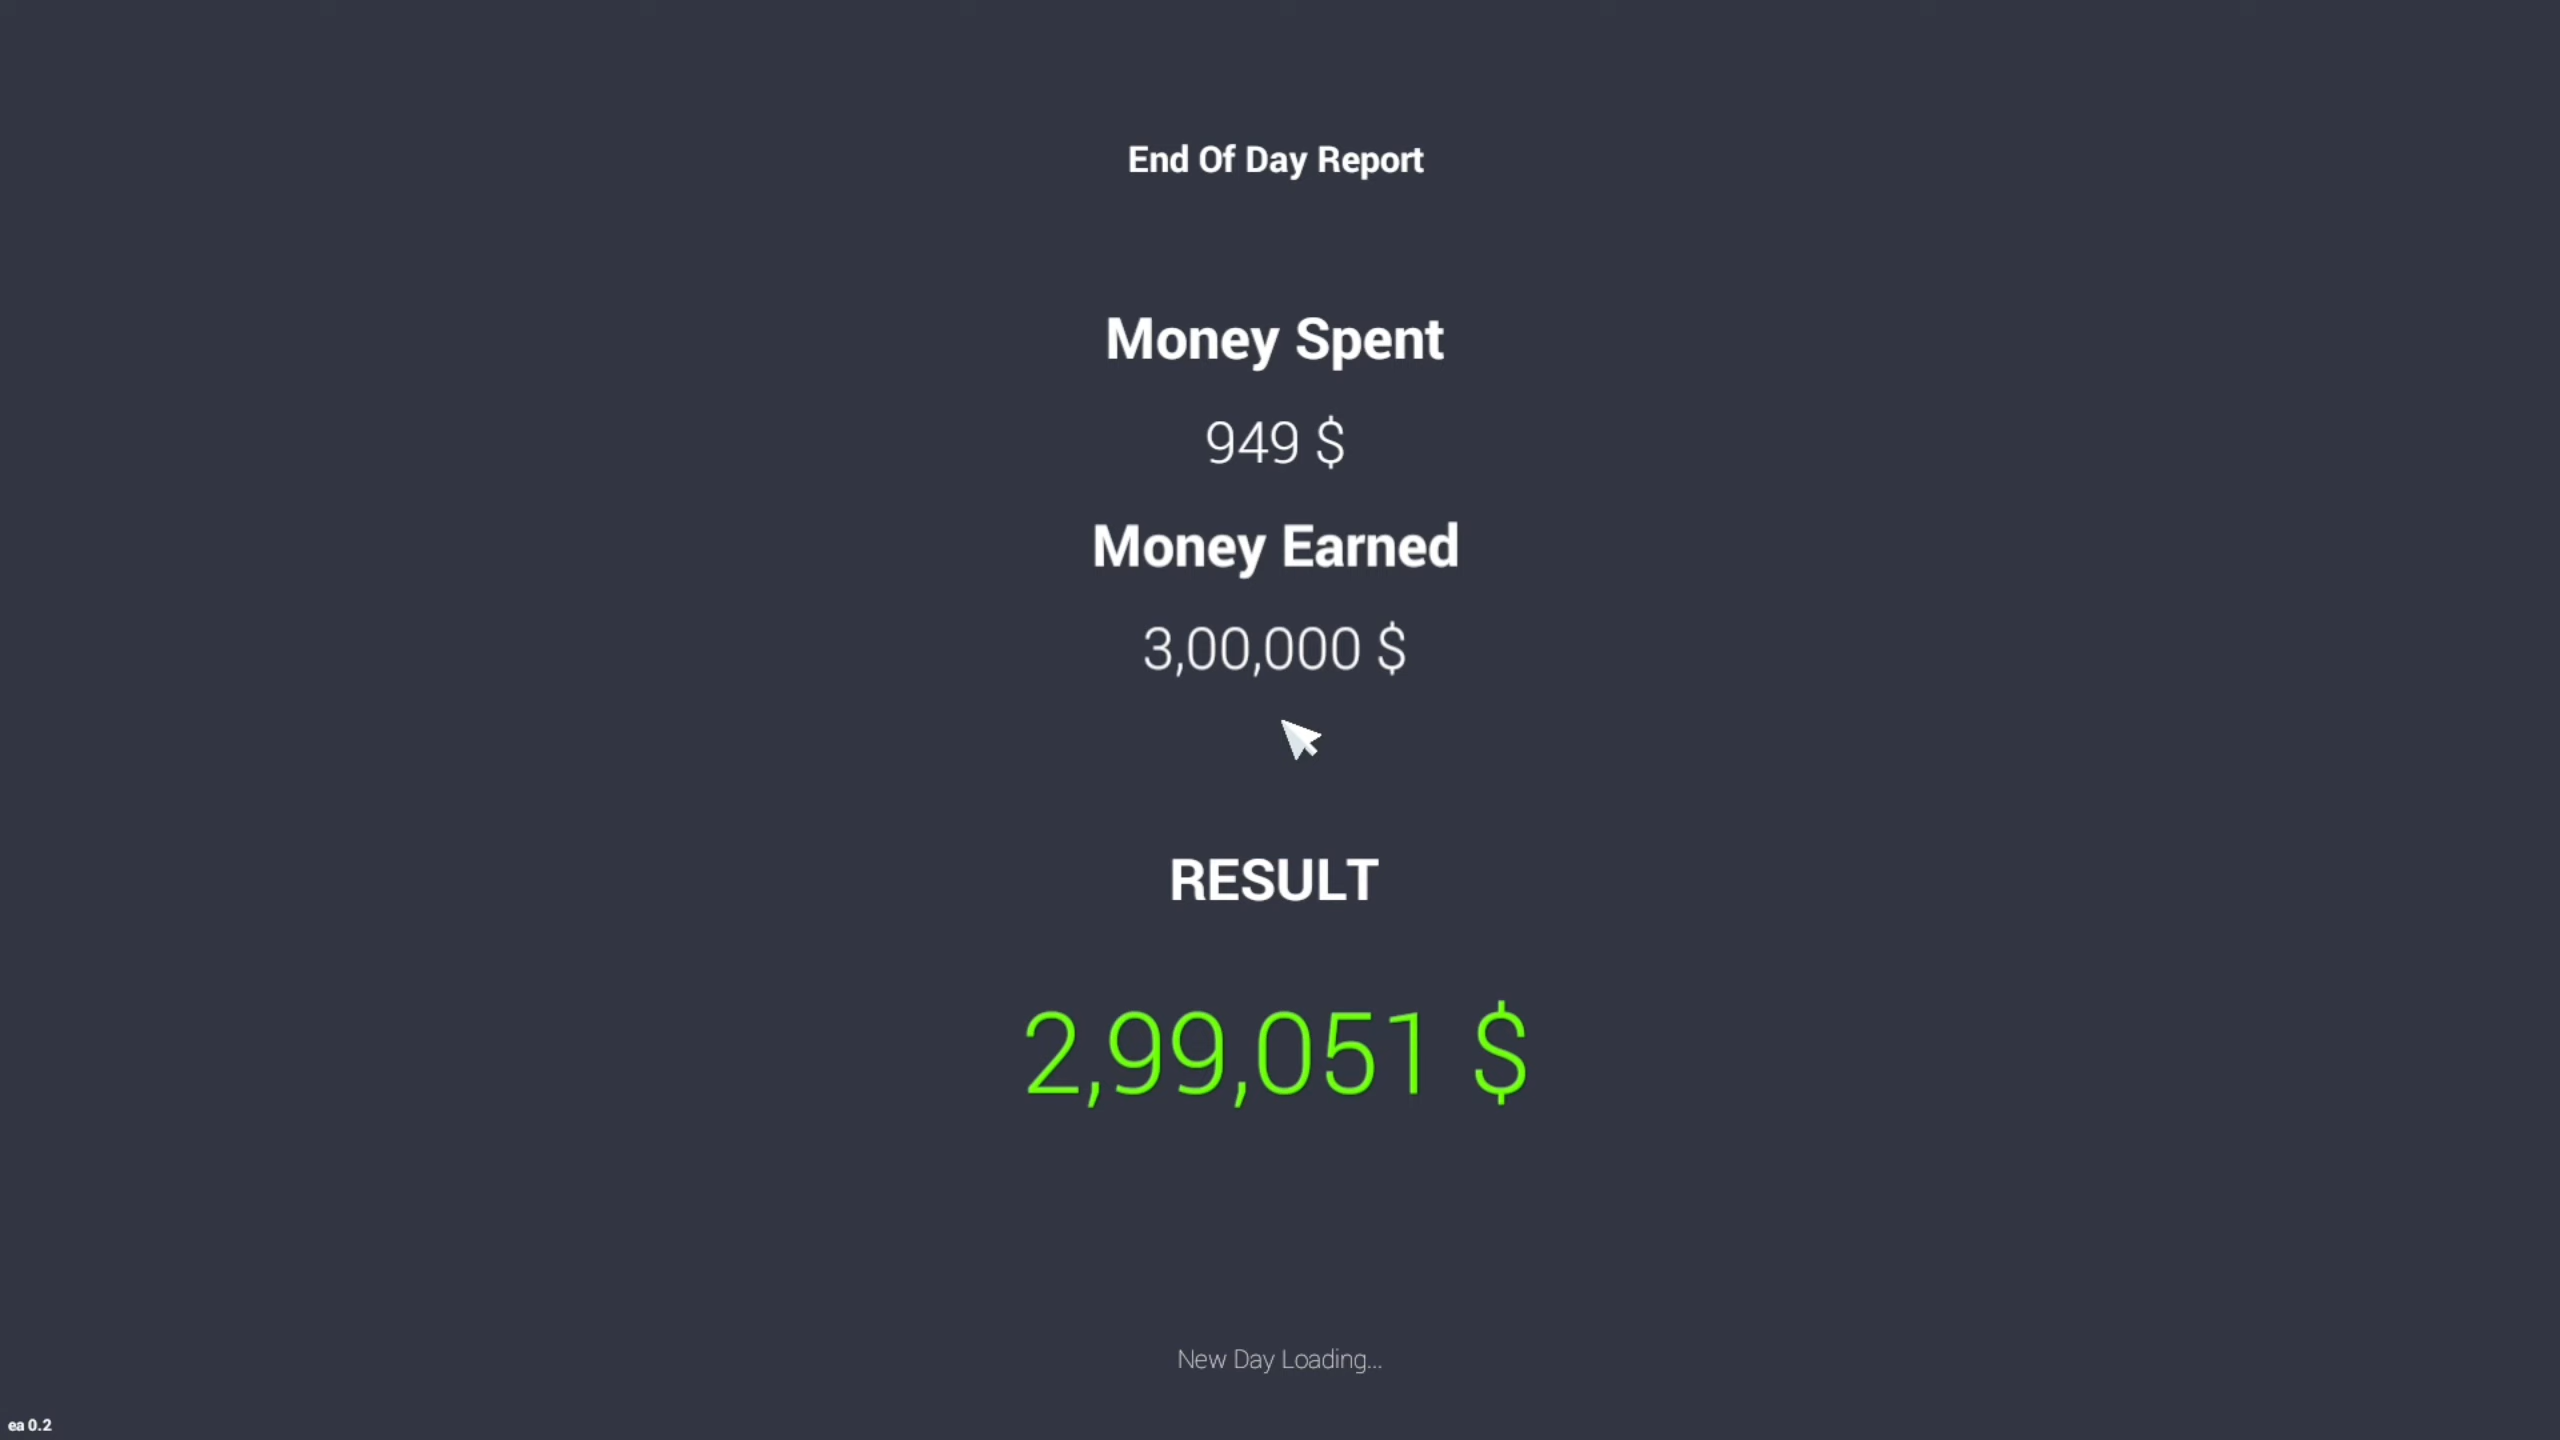 End Of Day Report
Money Spent
949 $
Money Earned
3,00,000 $
RESULT
2,99,051 $
New Day Loading...
ea 0.2